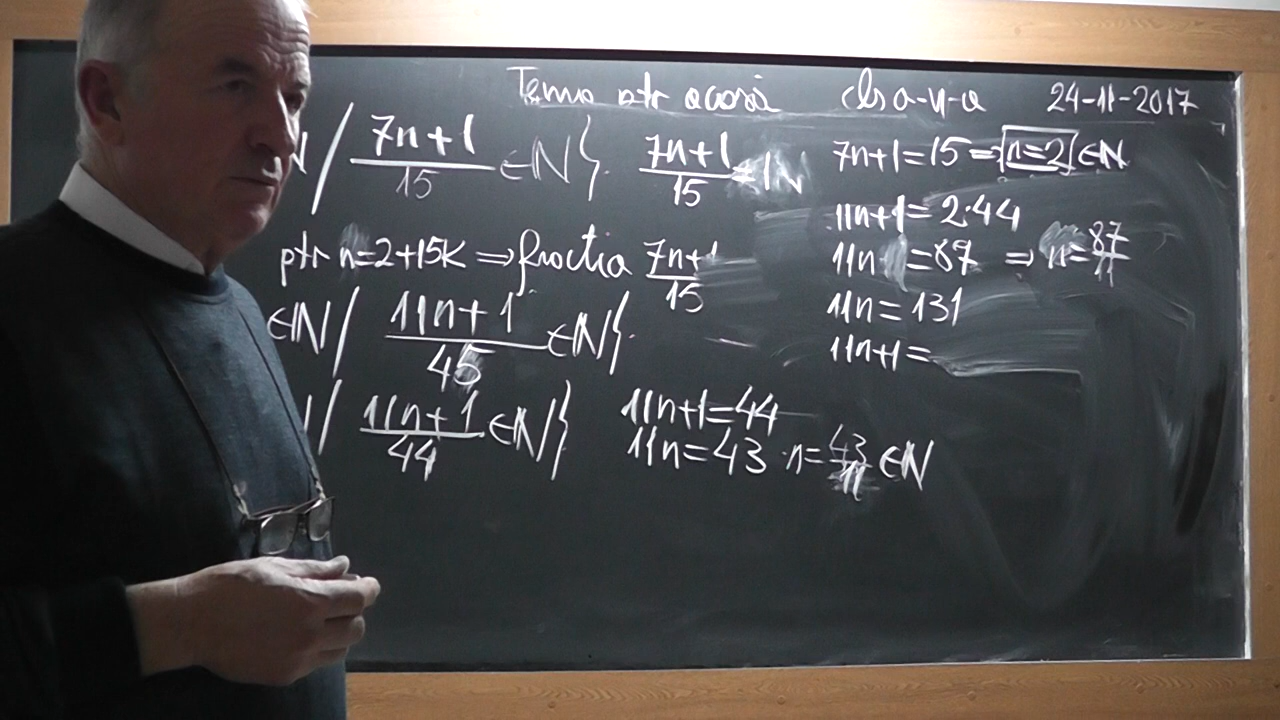 Tema ptr acasă cls a-V-a 24-11-2017
N / (7n+1)/15 ∈ N} (7n+1)/15 = N 7n+1=15 ⇒ n=2 ∈ N
11n+1= 2·44
ptr n=2+15K ⇒ fracția (7n+1)/15 11n =87 ⇒ n=87/11
∈N / (11n+1)/45 ∈N} 11n = 131
11n+1=
/ (11n+1)/44 ∈N} 11n+1=44
11n=43 n=43/11 ∈N